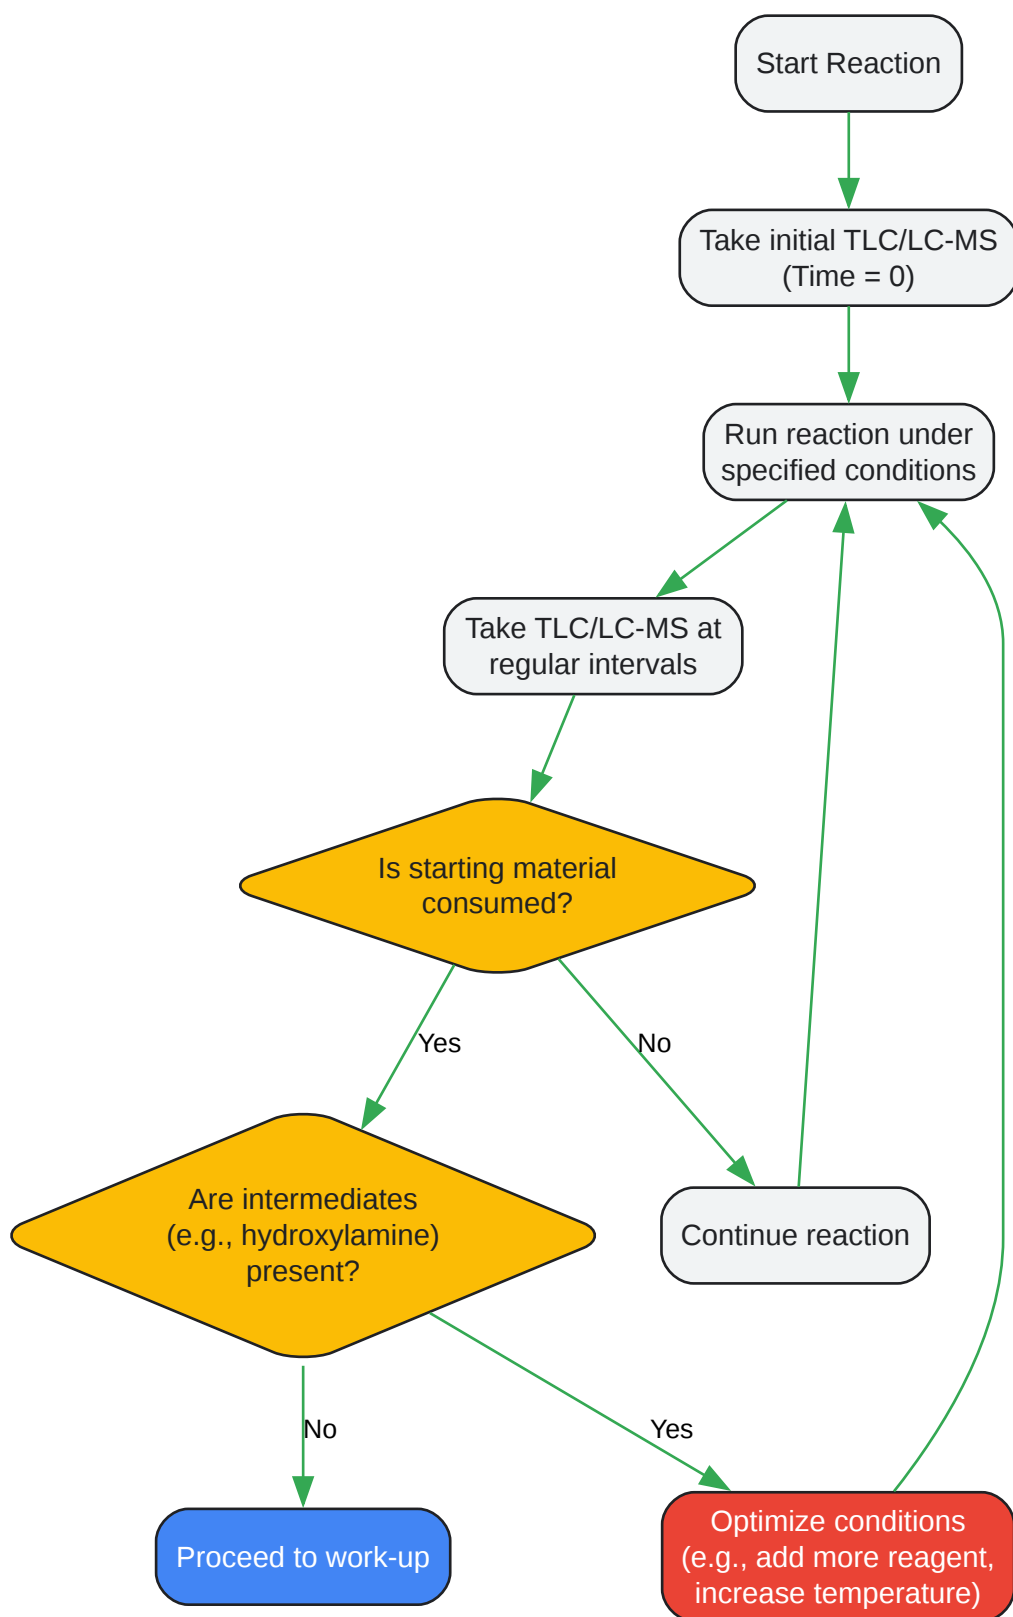 Start Reaction
Take initial TLC/LC-MS
(Time = 0)
Run reaction under
specified conditions
Take TLC/LC-MS at
regular intervals
Is starting material
consumed?
Yes
No
Are intermediates
(e.g., hydroxylamine)
present?
Continue reaction
No
Yes
Proceed to work-up
Optimize conditions
(e.g., add more reagent,
increase temperature)